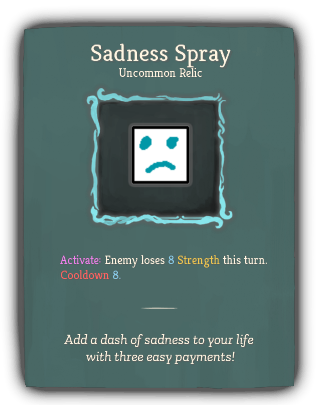 Sadness Spray
Uncommon Relic
Activate: Enemy loses 8 Strength this turn.
Cooldown 8.
Add a dash of sadness to your life
with three easy payments!